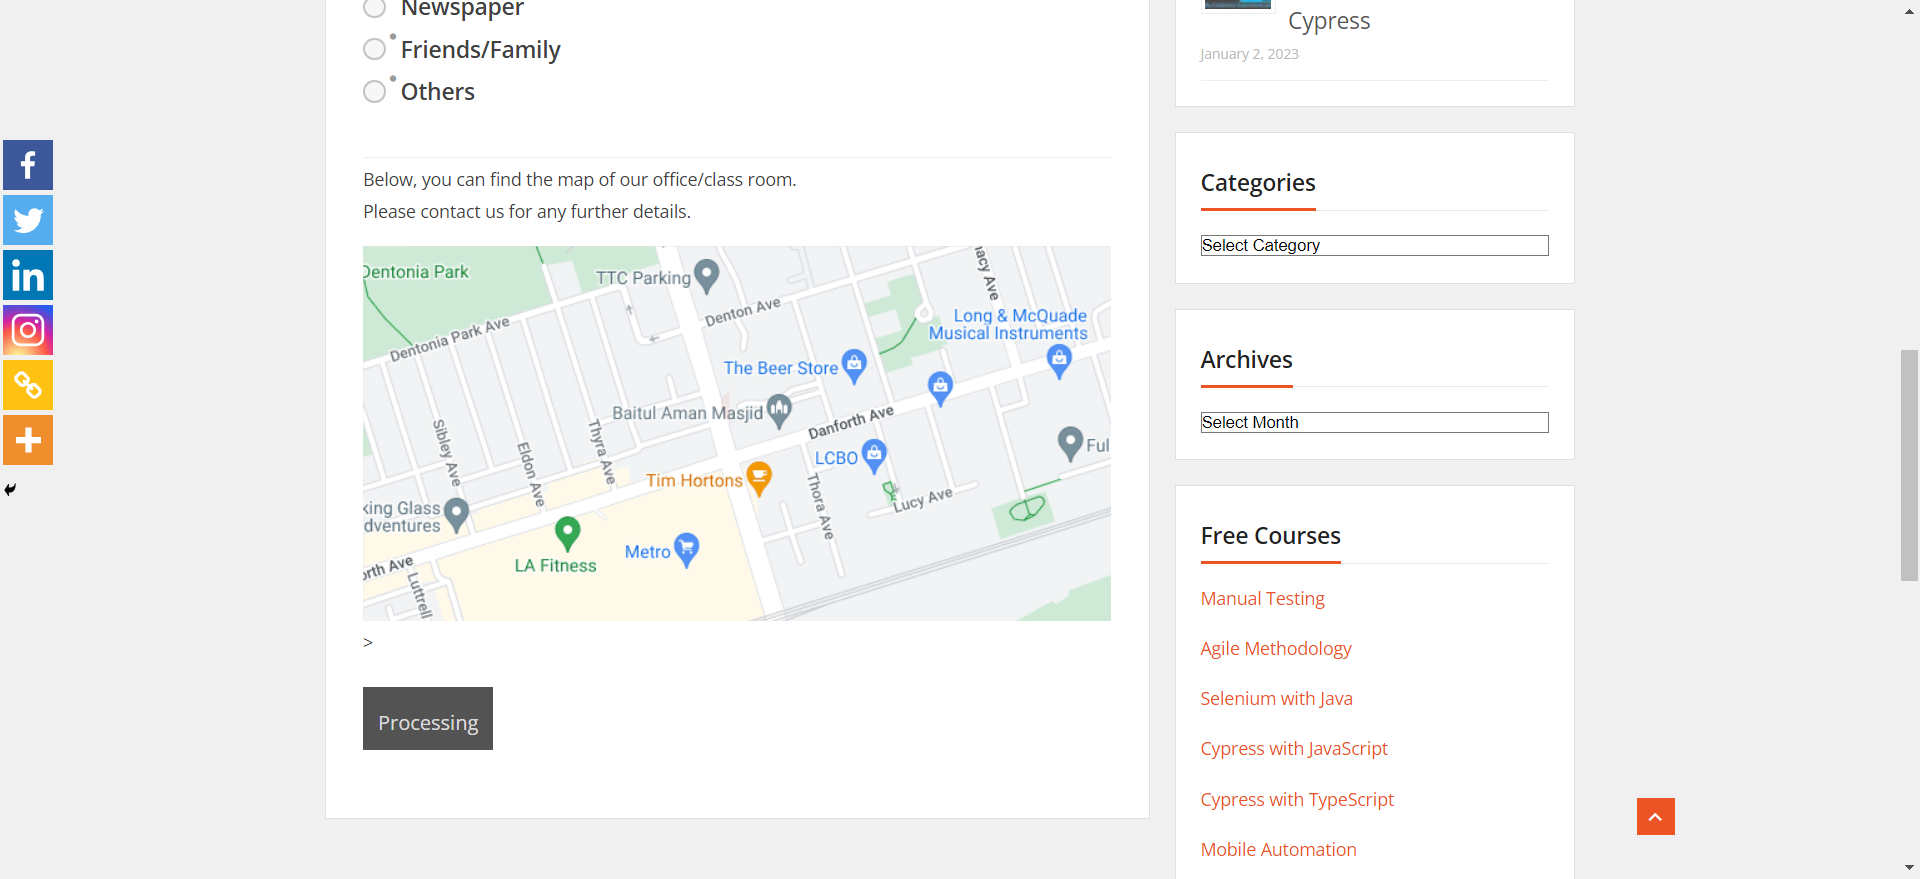 Newspaper
Friends/Family
Others
Below, you can find the map of our office/class room.
Please contact us for any further details.
Dentonia Park
TTC Parking
Denton Ave
Dentonia Park Ave
acy Ave
Long & McQuade
Musical Instruments
The Beer Store
Baitul Aman Masjid
Danforth Ave
Sibley Ave
Eldon Ave
Thyra Ave
LCBO
Ful
Tim Hortons
Thora Ave
Lucy Ave
king Glass
dventures
LA Fitness
Metro
orth Ave
Luttrell
>
Processing
Cypress
January 2, 2023
Categories
Select Category
Archives
Select Month
Free Courses
Manual Testing
Agile Methodology
Selenium with Java
Cypress with JavaScript
Cypress with TypeScript
Mobile Automation